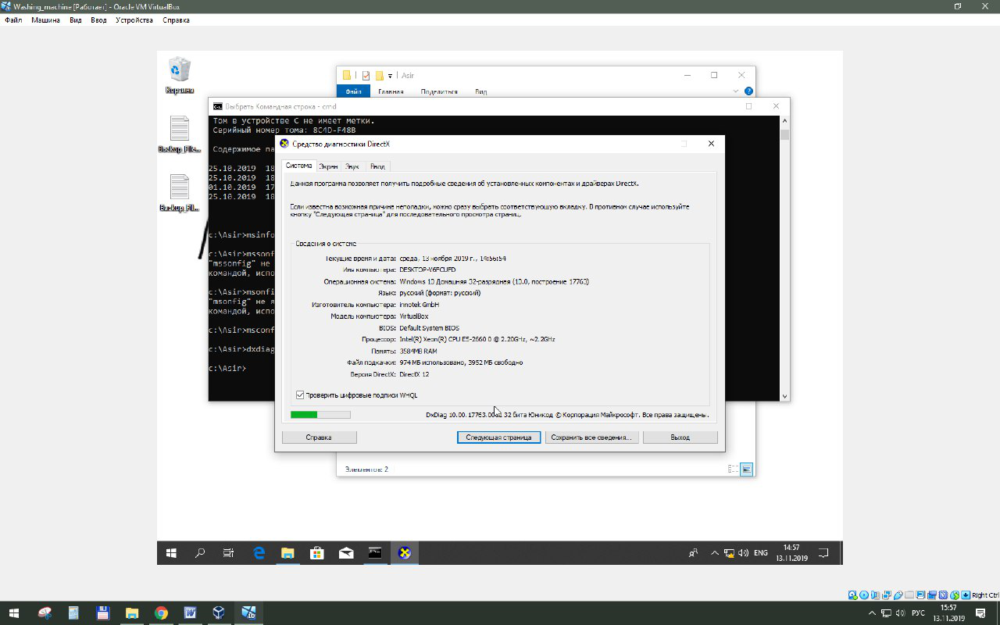 Washing_machine [Работает] - Oracle VM VirtualBox
Файл Машина Вид Ввод Устройства Справка
Корзина
Backup_File...
Backup_Fil...
Asir
Файл Главная Поделиться Вид
Выбрать Командная строка - cmd
Том в устройстве C не имеет метки.
Серийный номер тома: 8C4D-F48B
Содержимое па
25.10.2019 18
25.10.2019 18
01.10.2019 17
25.10.2019 18
c:\Asir>msinfo
c:\Asir>mssonf
"mssonfig" не
командой, испо
c:\Asir>msonfi
"msonfig" не я
командой, испо
c:\Asir>msconf
c:\Asir>dxdiag
c:\Asir>
Средство диагностики DirectX
Система Экран Звук Ввод
Данная программа позволяет получить подробные сведения об установленных компонентах и драйверах DirectX.
Если известна возможная причина неполадки, можно сразу выбрать соответствующую вкладку. В противном случае используйте
кнопку "Следующая страница" для последовательного просмотра страниц.
Сведения о системе
Текущие время и дата: среда, 13 ноября 2019 г., 14:56:54
Имя компьютера: DESKTOP-V6FCUFD
Операционная система: Windows 10 Домашняя 32-разрядная (10.0, построение 17763)
Язык: русский (формат: русский)
Изготовитель компьютера: innotek GmbH
Модель компьютера: VirtualBox
BIOS: Default System BIOS
Процессор: Intel(R) Xeon(R) CPU E5-2660 0 @ 2.20GHz, ~2.2GHz
Память: 3584MB RAM
Файл подкачки: 974 МБ использовано, 3952 МБ свободно
Версия DirectX: DirectX 12
Проверить цифровые подписи WHQL
DxDiag 10.00.17763.0001 32 бита Юникод © Корпорация Майкрософт. Все права защищены.
Справка Следующая страница Сохранить все сведения... Выход
Элементов: 2
ENG
14:57
13.11.2019
Right Ctrl
РУС
15:57
13.11.2019